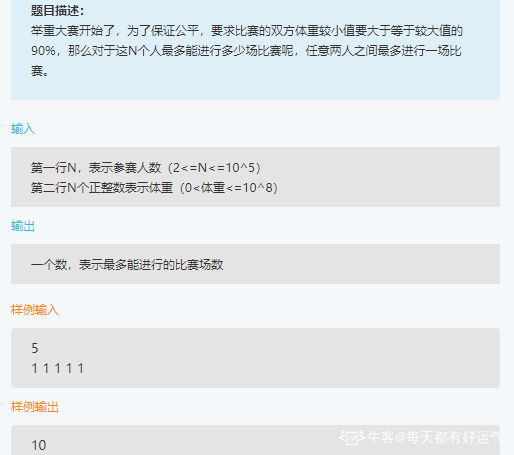 题目描述：
举重大赛开始了，为了保证公平，要求比赛的双方体重较小值要大于等于较大值的
90%，那么对于这N个人最多能进行多少场比赛呢，任意两人之间最多进行一场比
赛。
输入
第一行N，表示参赛人数（2<=N<=10^5）
第二行N个正整数表示体重（0<体重<=10^8）
输出
一个数，表示最多能进行的比赛场数
样例输入
5
1 1 1 1 1
样例输出
10
牛客@每天都有好运气